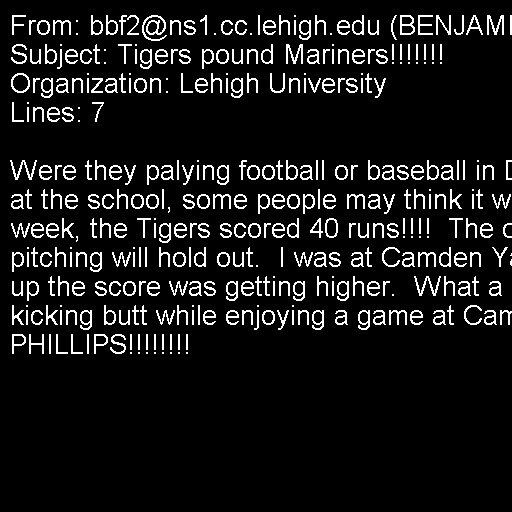 From: bbf2@ns1.cc.lehigh.edu (BENJAMI
Subject: Tigers pound Mariners!!!!!!!
Organization: Lehigh University
Lines: 7

Were they palying football or baseball in D
at the school, some people may think it w
week, the Tigers scored 40 runs!!!! The o
pitching will hold out. I was at Camden Ya
up the score was getting higher. What a
kicking butt while enjoying a game at Cam
PHILLIPS!!!!!!!!